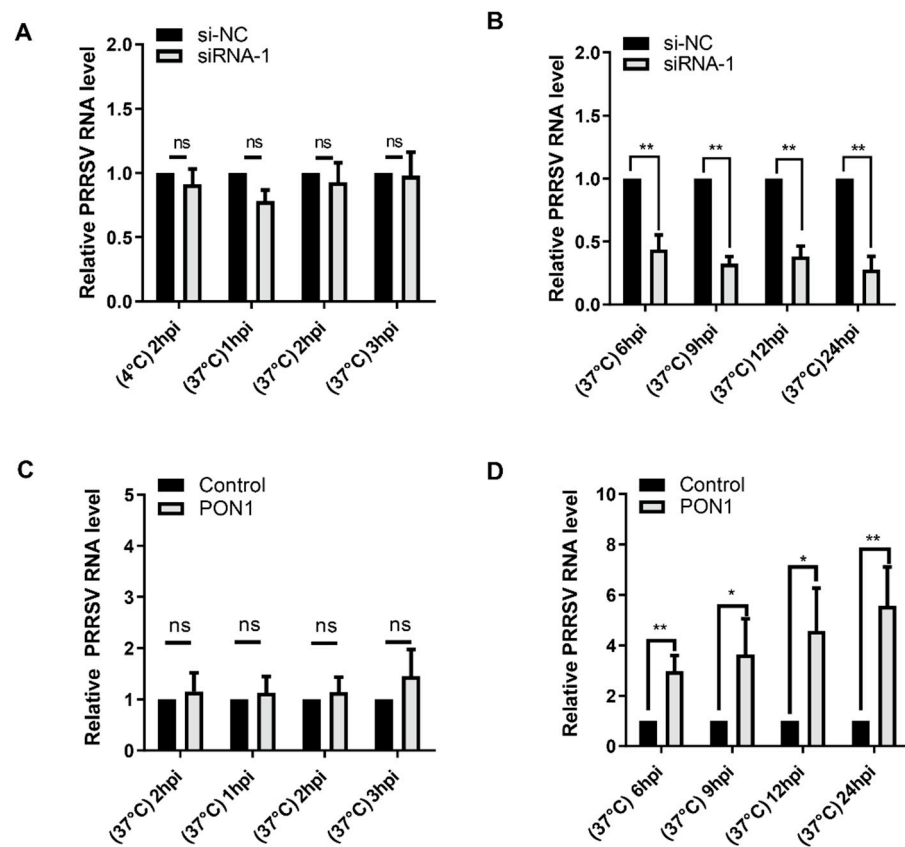 A
si-NC
siRNA-1
Relative PRRSV RNA level
2.0
1.5
1.0
0.5
0.0
ns
ns
ns
ns
(4°C) 2hpi
(37°C) 1hpi
(37°C) 2hpi
(37°C) 3hpi
B
si-NC
siRNA-1
Relative PRRSV RNA level
2.0
1.5
1.0
0.5
0.0
**
**
**
**
(37°C) 6hpi
(37°C) 9hpi
(37°C) 12hpi
(37°C) 24hpi
C
Control
PON1
Relative PRRSV RNA level
5
4
3
2
1
0
ns
ns
ns
ns
(37°C) 2hpi
(37°C) 1hpi
(37°C) 2hpi
(37°C) 3hpi
D
Control
PON1
Relative PRRSV RNA level
10
8
6
4
2
0
**
*
*
**
(37°C) 6hpi
(37°C) 9hpi
(37°C) 12hpi
(37°C) 24hpi